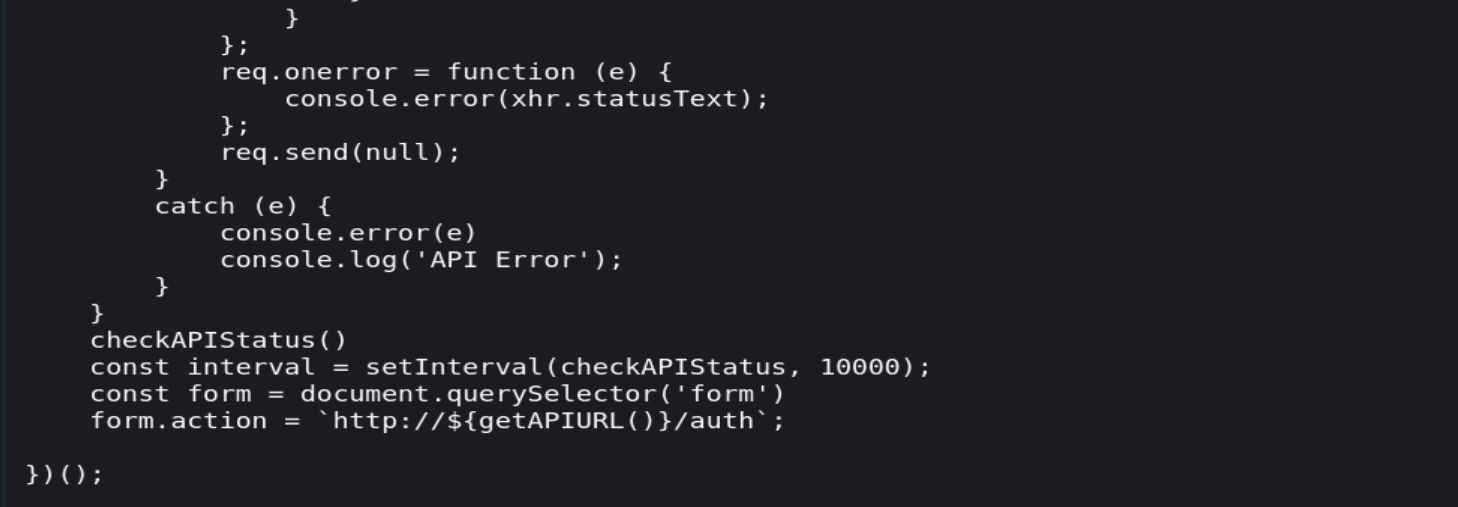 }
};
req.onerror = function (e) {
console.error(xhr.statusText);
};
req.send(null);
}
catch (e) {
console.error(e)
console.log('API Error');
}
}
checkAPIStatus()
const interval = setInterval(checkAPIStatus, 10000);
const form = document.querySelector('form')
form.action = `http://${getAPIURL()}/auth`;
})();